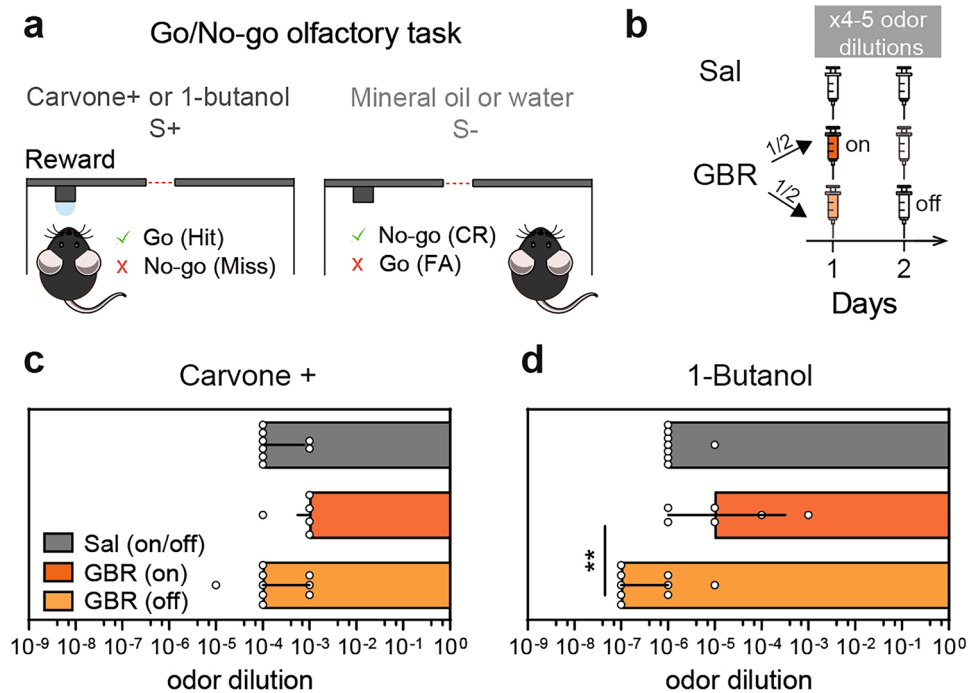 a
Go/No-go olfactory task
Carvone+ or 1-butanol
S+
Mineral oil or water
S-
Reward
✓ Go (Hit)
x No-go (Miss)
✓ No-go (CR)
x Go (FA)
b
x4-5 odor
dilutions
Sal
GBR
1/2
on
1/2
off
1 2
Days
c
Carvone +
Sal (on/off)
GBR (on)
GBR (off)
10⁻⁹ 10⁻⁸ 10⁻⁷ 10⁻⁶ 10⁻⁵ 10⁻⁴ 10⁻³ 10⁻² 10⁻¹ 10⁰
odor dilution
d
1-Butanol
**
10⁻⁹ 10⁻⁸ 10⁻⁷ 10⁻⁶ 10⁻⁵ 10⁻⁴ 10⁻³ 10⁻² 10⁻¹ 10⁰
odor dilution